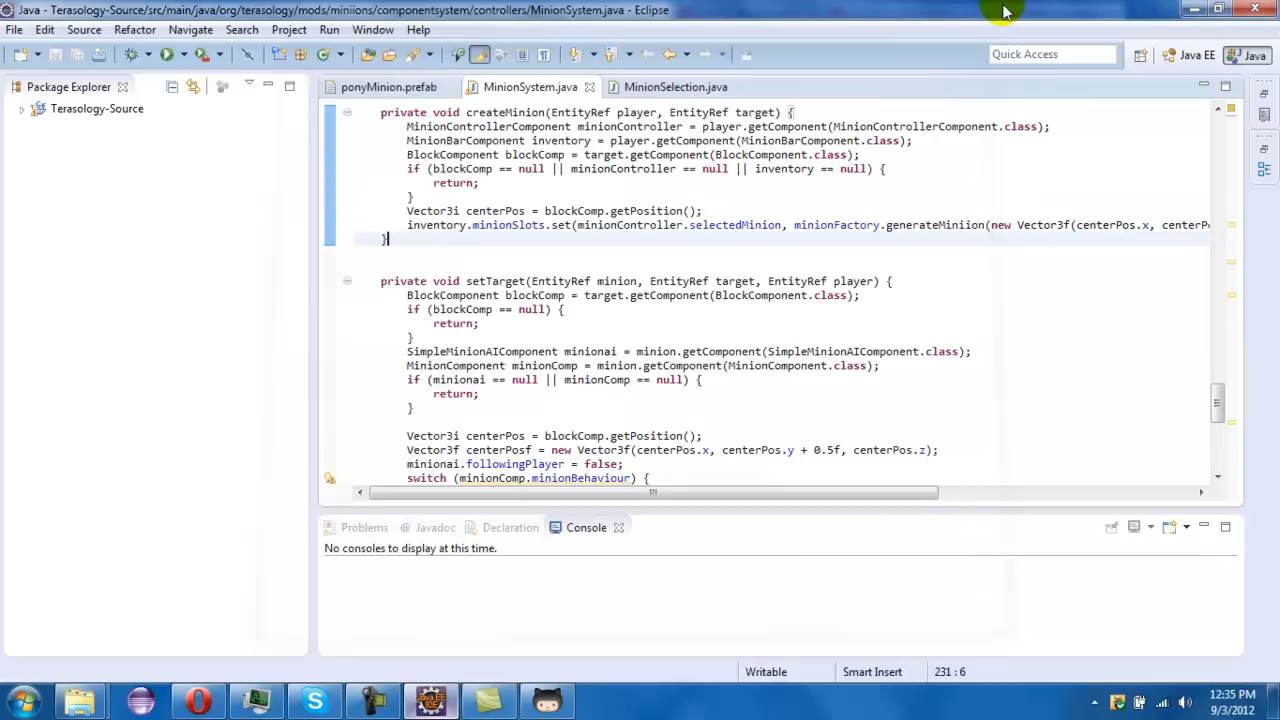 Java - Terasology-Source/src/main/java/org/terasology/mods/miniions/componentsystem/controllers/MinionSystem.java - Eclipse
File Edit Source Refactor Navigate Search Project Run Window Help
Quick Access Java EE Java
Package Explorer
Terasology-Source
ponyMinion.prefab MinionSystem.java MinionSelection.java
private void createMinion(EntityRef player, EntityRef target) {
MinionControllerComponent minionController = player.getComponent(MinionControllerComponent.class);
MinionBarComponent inventory = player.getComponent(MinionBarComponent.class);
BlockComponent blockComp = target.getComponent(BlockComponent.class);
if (blockComp == null || minionController == null || inventory == null) {
return;
}
Vector3i centerPos = blockComp.getPosition();
inventory.minionSlots.set(minionController.selectedMinion, minionFactory.generateMiniion(new Vector3f(centerPos.x, centerPo
}
private void setTarget(EntityRef minion, EntityRef target, EntityRef player) {
BlockComponent blockComp = target.getComponent(BlockComponent.class);
if (blockComp == null) {
return;
}
SimpleMinionAIComponent minionai = minion.getComponent(SimpleMinionAIComponent.class);
MinionComponent minionComp = minion.getComponent(MinionComponent.class);
if (minionai == null || minionComp == null) {
return;
}
Vector3i centerPos = blockComp.getPosition();
Vector3f centerPosf = new Vector3f(centerPos.x, centerPos.y + 0.5f, centerPos.z);
minionai.followingPlayer = false;
switch (minionComp.minionBehaviour) {
Problems Javadoc Declaration Console
No consoles to display at this time.
Writable Smart Insert 231 : 6
12:35 PM
9/3/2012